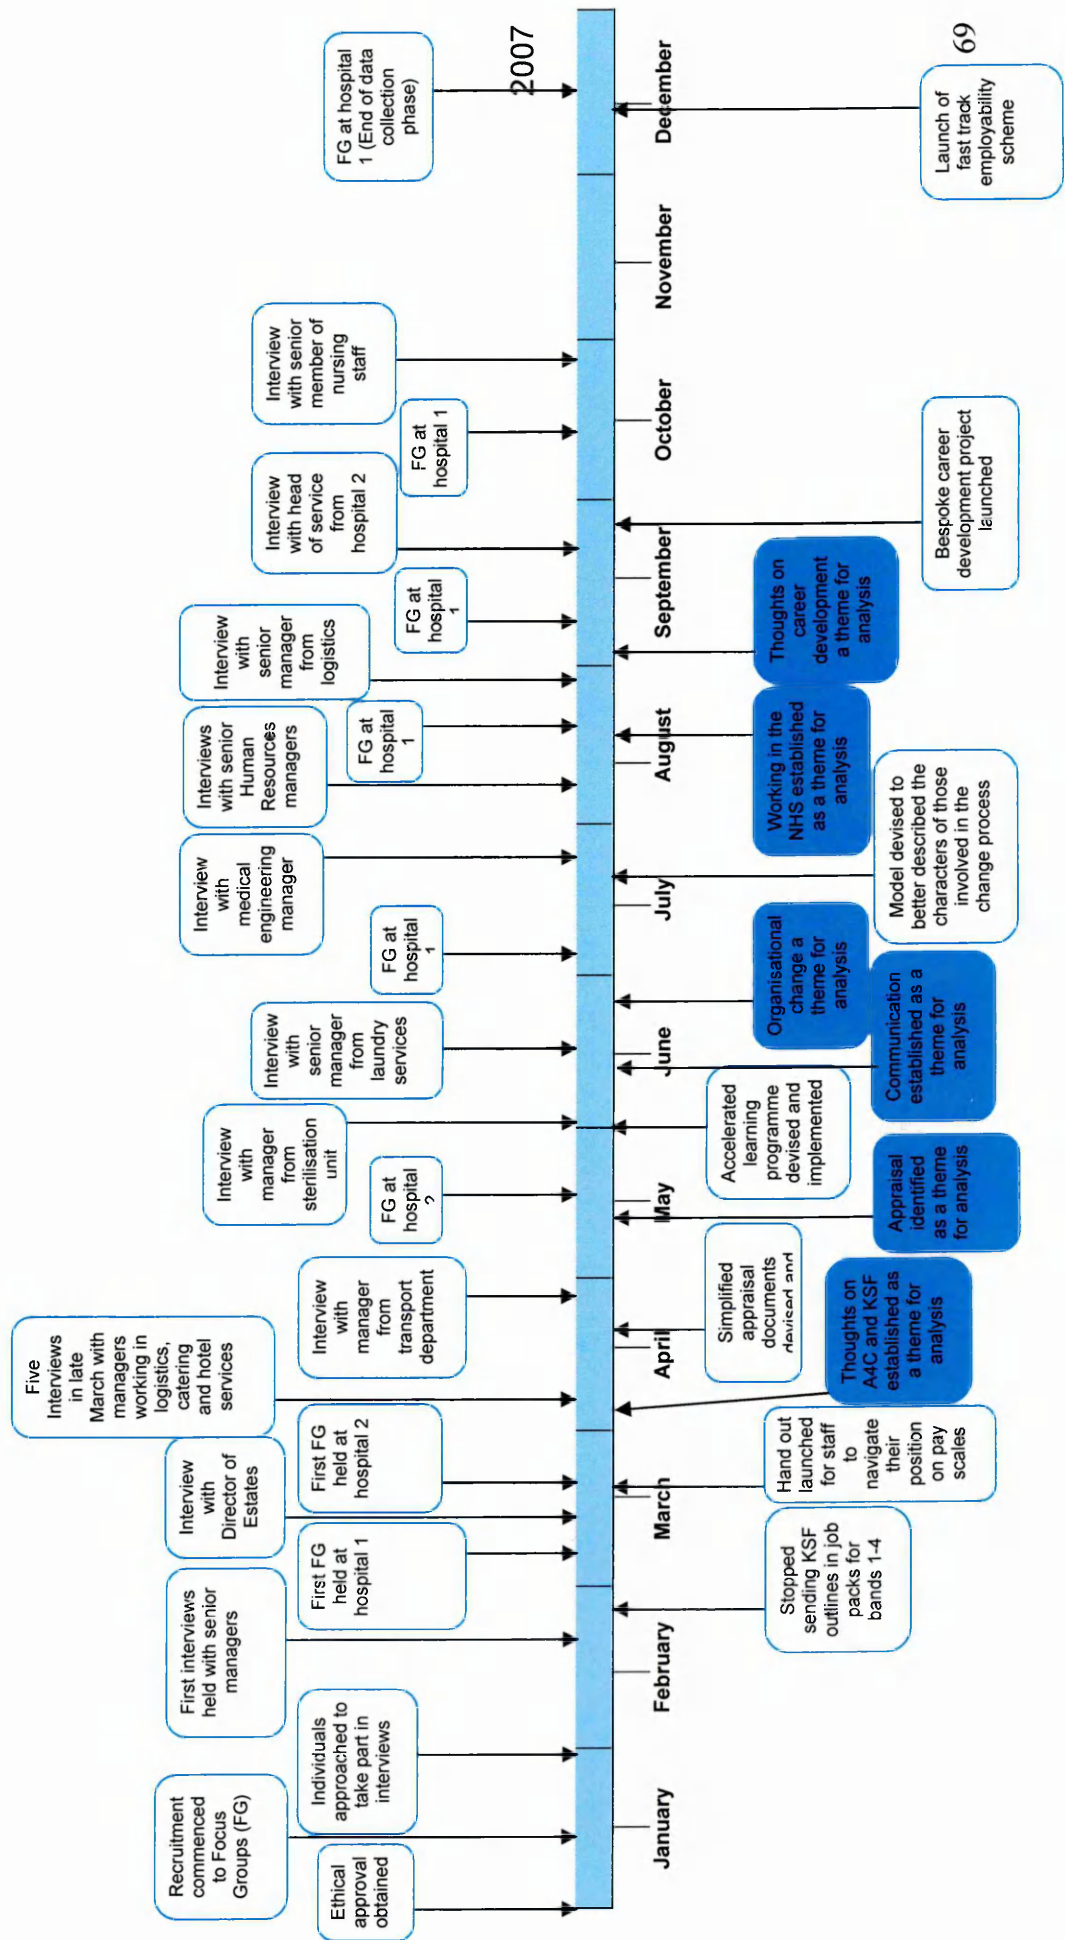 Ethical
approval
obtained
Recruitment
commenced
to Focus
Groups (FG)
Individuals
approached to
take part in
interviews
First interviews
held with senior
managers
First FG
held at
hospital 1
Interview
with
Director of
Estates
First FG
held at
hospital 2
Five
Interviews
in late
March with
managers
working in
logistics,
catering
and hotel
services
Interview
with
manager
from
transport
department
FG at
hospital
2
Interview
with
manager
from
sterilisation
unit
Interview
with
senior
manager
from
laundry
services
FG at
hospital
1
Interview
with
medical
engineering
manager
Interviews
with senior
Human
Resources
managers
FG at
hospital
1
Interview
with
senior
manager
from
logistics
FG at
hospital
1
Interview
with head
of service
from
hospital 2
FG at
hospital 1
Interview
with senior
member of
nursing
staff
FG at hospital
1 (End of data
collection
phase)
2007
January
February
March
April
May
June
July
August
September
October
November
December
Stopped
sending KSF
outlines in job
packs for
bands 1-4
Hand out
launched
for staff
to
navigate
their
position
on pay
scales
Thoughts on
A4C and KSF
established as
a theme for
analysis
Simplified
appraisal
documents
devised and
Appraisal
identified
as a theme
for analysis
Accelerated
learning
programme
devised and
implemented
Communication
established as a
theme for
analysis
Organisational
change a
theme for
analysis
Model devised to
better described the
characters of those
involved in the
change process
Working in the
NHS established
as a theme for
analysis
Thoughts on
career
development
a theme for
analysis
Bespoke career
development project
launched
Launch of
fast track
employability
scheme
69